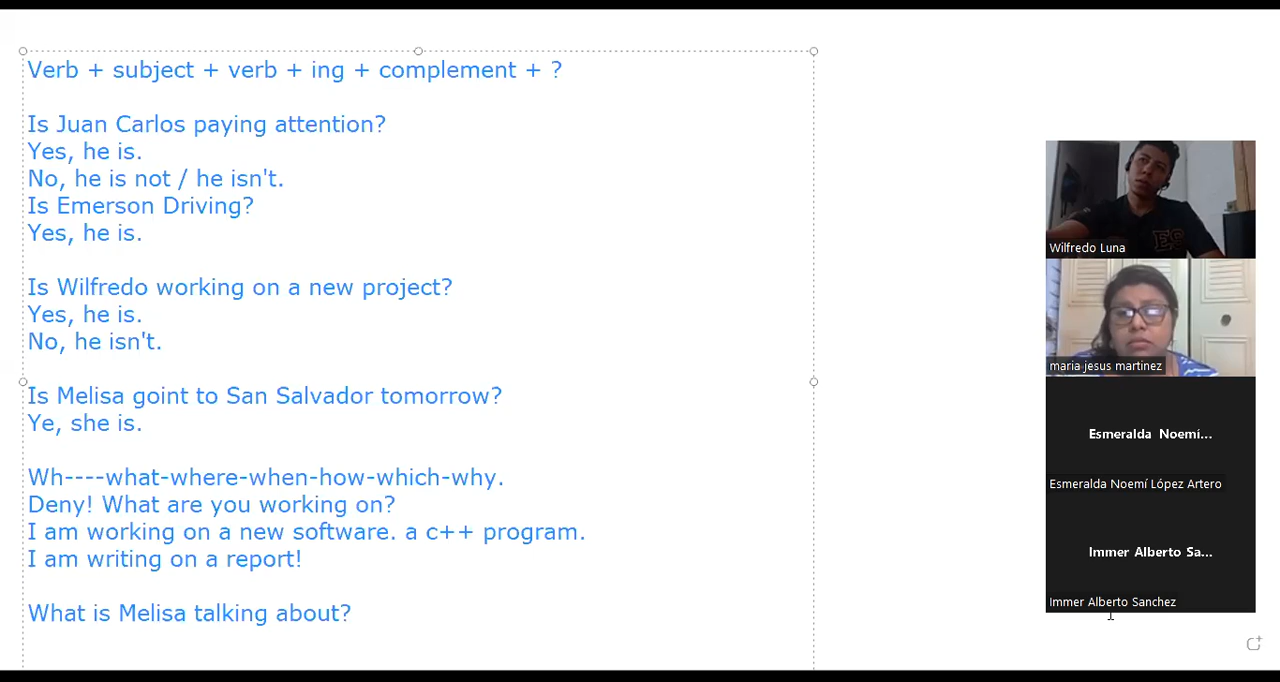 Verb + subject + verb + ing + complement + ?
Is Juan Carlos paying attention?
Yes, he is.
No, he is not / he isn't.
Is Emerson Driving?
Yes, he is.
Is Wilfredo working on a new project?
Yes, he is.
No, he isn't.
Is Melisa goint to San Salvador tomorrow?
Ye, she is.
Wh----what-where-when-how-which-why.
Deny! What are you working on?
I am working on a new software. a c++ program.
I am writing on a report!
What is Melisa talking about?
ES
Wilfredo Luna
maria jesus martinez
Esmeralda Noemí...
Esmeralda Noemí López Artero
Immer Alberto Sa...
Immer Alberto Sanchez